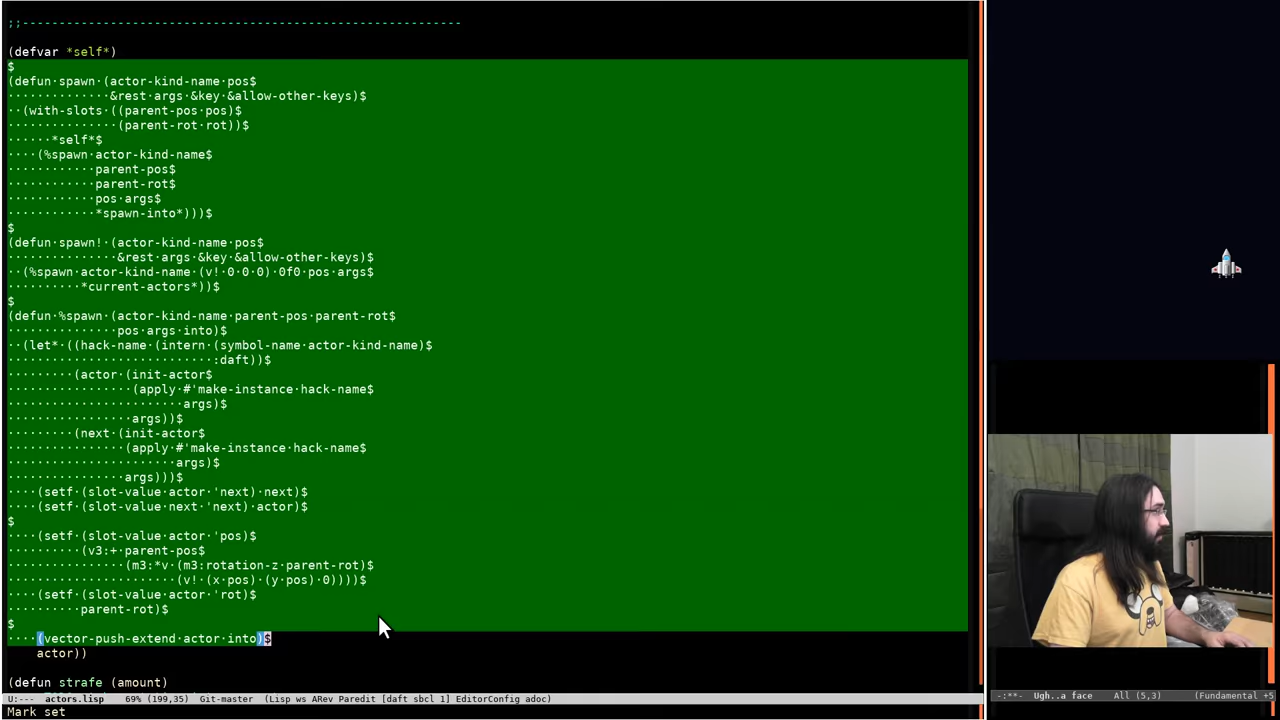 ;;------------------------------------------------------------
(defvar *self*)
$
(defun·spawn·(actor-kind-name·pos$
··············&rest·args·&key·&allow-other-keys)$
··(with-slots·((parent-pos·pos)$
···············(parent-rot·rot))$
······*self*$
····(%spawn·actor-kind-name$
············parent-pos$
············parent-rot$
············pos·args$
············*spawn-into*)))$
$
(defun·spawn!·(actor-kind-name·pos$
···············&rest·args·&key·&allow-other-keys)$
··(%spawn·actor-kind-name·(v!·0·0·0)·0f0·pos·args$
··········*current-actors*))$
$
(defun·%spawn·(actor-kind-name·parent-pos·parent-rot$
···············pos·args·into)$
··(let*·((hack-name·(intern·(symbol-name·actor-kind-name)$
····························:daft))$
·········(actor·(init-actor$
·················(apply·#'make-instance·hack-name$
························args)$
·················args))$
·········(next·(init-actor$
················(apply·#'make-instance·hack-name$
·······················args)$
················args)))$
····(setf·(slot-value·actor·'next)·next)$
····(setf·(slot-value·next·'next)·actor)$
$
····(setf·(slot-value·actor·'pos)$
··········(v3:+·parent-pos$
················(m3:*v·(m3:rotation-z·parent-rot)$
·······················(v!·(x·pos)·(y·pos)·0))))$
····(setf·(slot-value·actor·'rot)$
··········parent-rot)$
$
····(vector-push-extend·actor·into)$
    actor))
(defun strafe (amount)
U:---  actors.lisp   69% (199,35)   Git-master  (Lisp ws ARev Paredit [daft sbcl 1] EditorConfig adoc)
Mark set
-:**-  Ugh..a face   All (5,3)      (Fundamental +5